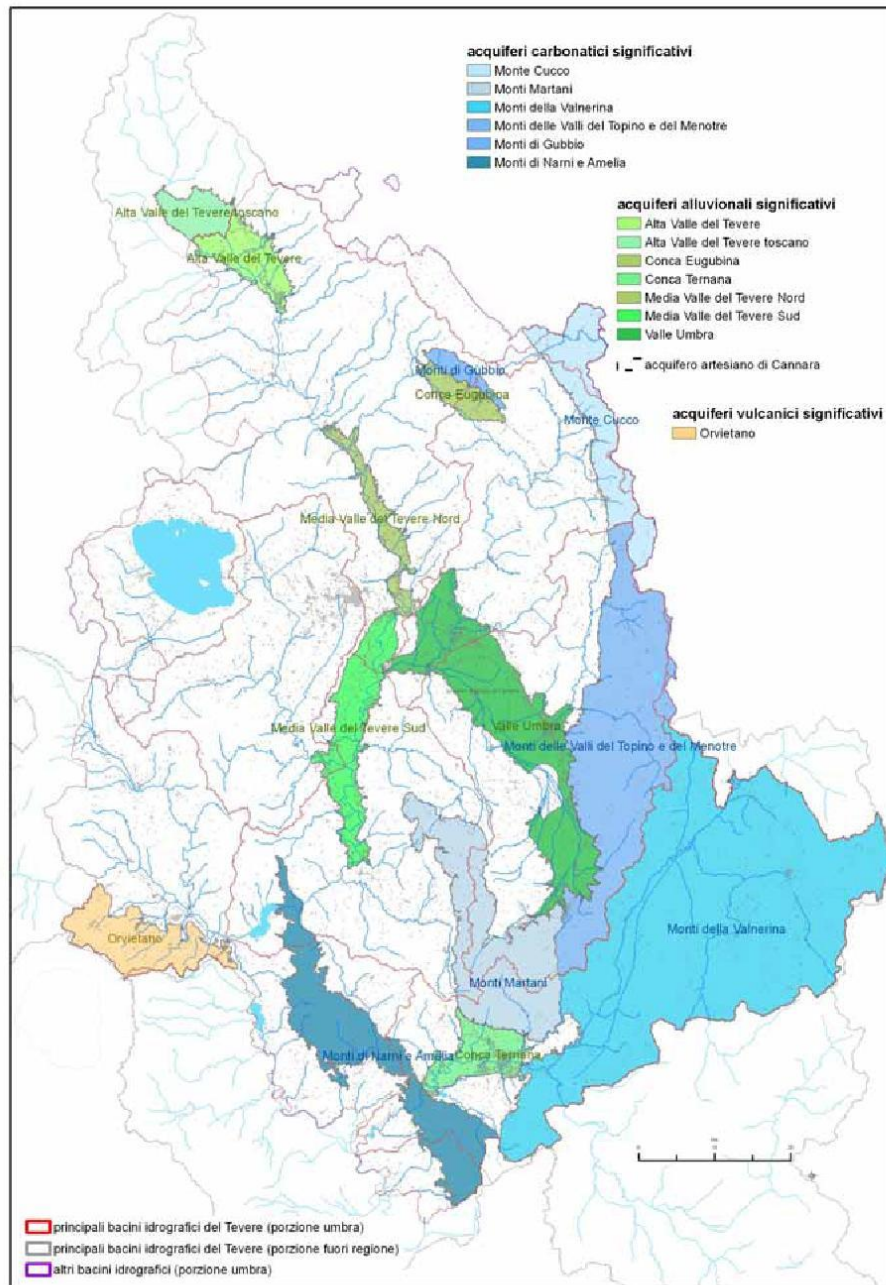 acquiferi carbonatici significativi
Monte Cucco
Monti Martani
Monti della Valnerina
Monti delle Valli del Topino e del Menotre
Monti di Gubbio
Monti di Narni e Amelia
acquiferi alluvionali significativi
Alta Valle del Tevere
Alta Valle del Tevere toscano
Conca Eugubina
Conca Ternana
Media Valle del Tevere Nord
Media Valle del Tevere Sud
Valle Umbra
acquifero artesiano di Cannara
acquiferi vulcanici significativi
Orvietano
Alta Valle del Tevere toscano
Alta Valle del Tevere
Monti di Gubbio
Conca Eugubina
Monte Cucco
Media Valle del Tevere Nord
Media Valle del Tevere Sud
Valle Umbra
Monti delle Valli del Topino e del Menotre
Orvietano
Monti della Valnerina
Monti Martani
Monti di Narni e Amelia
Conca Ternana
principali bacini idrografici del Tevere (porzione umbra)
principali bacini idrografici del Tevere (porzione fuori regione)
altri bacini idrografici (porzione umbra)